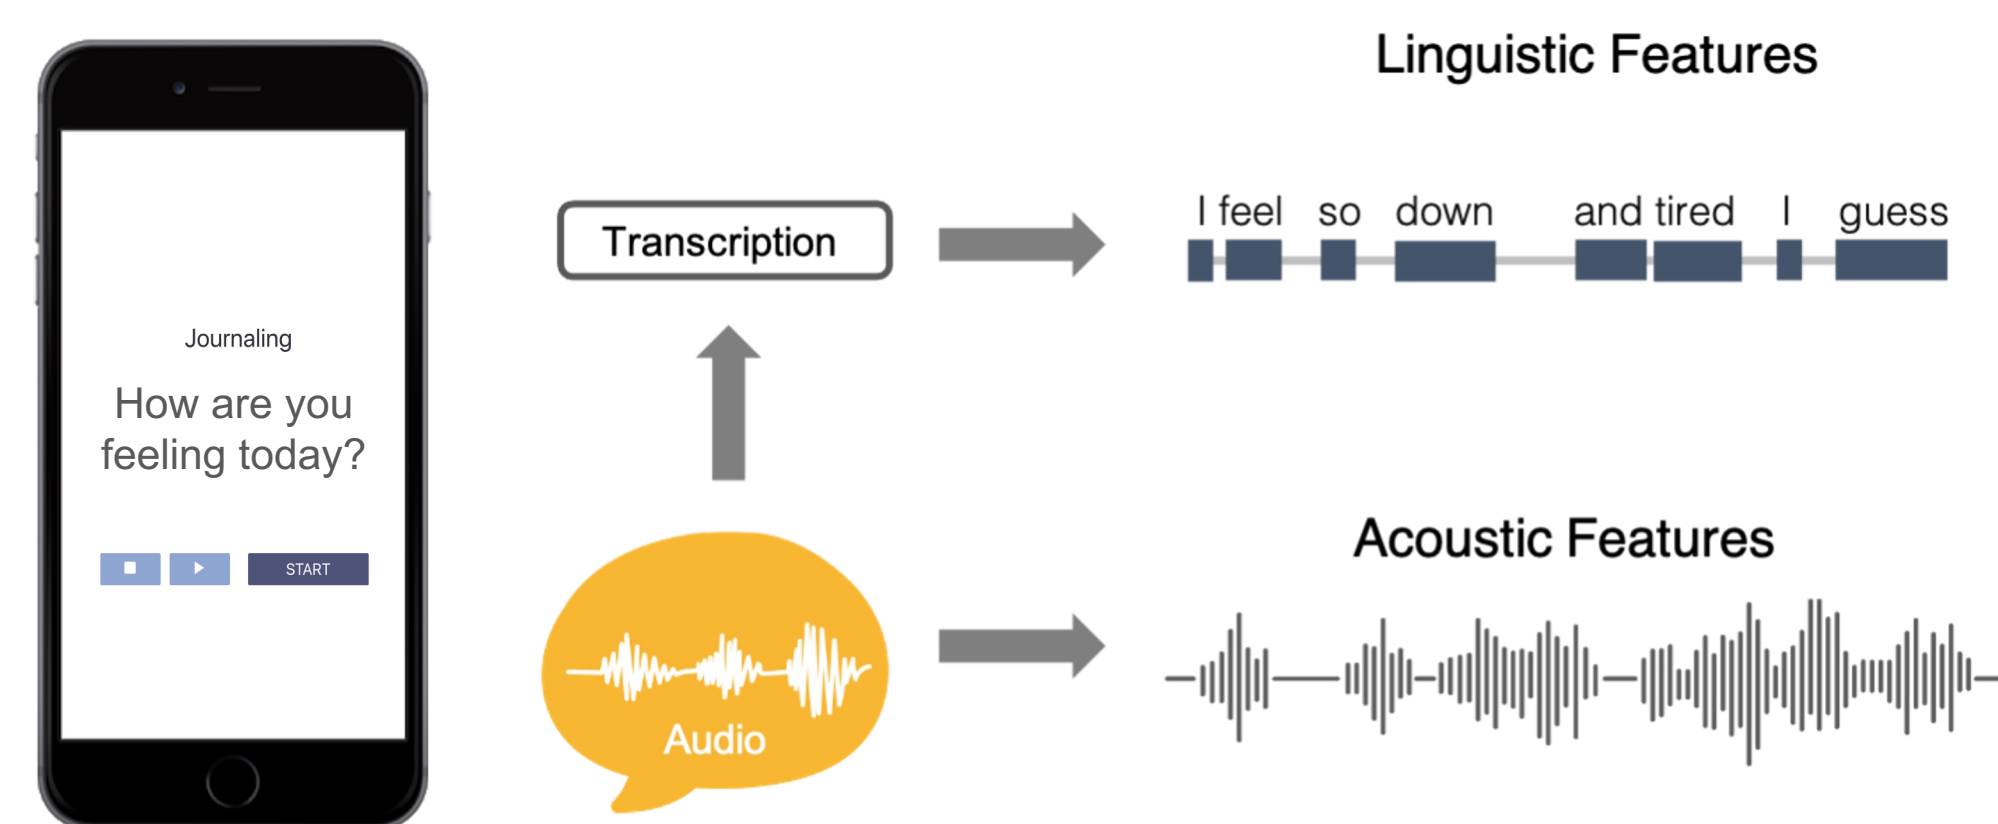 Journaling
How are you
feeling today?
START
Transcription
Audio
Linguistic Features
I feel so down and tired I guess
Acoustic Features